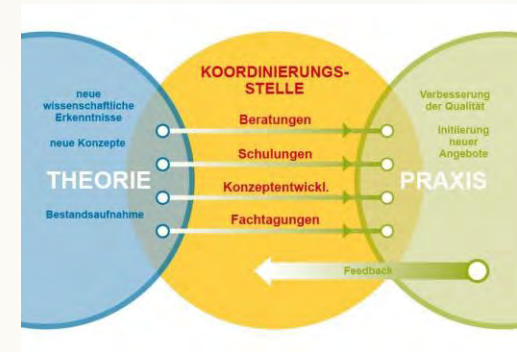 neue
wissenschaftliche
Erkenntnisse
neue Konzepte
THEORIE
Bestandsaufnahme
KOORDINIERUNGS-
STELLE
Beratungen
Schulungen
Konzeptentwickl.
Fachtagungen
Verbesserung
der Qualität
Initiierung
neuer
Angebote
PRAXIS
Feedback